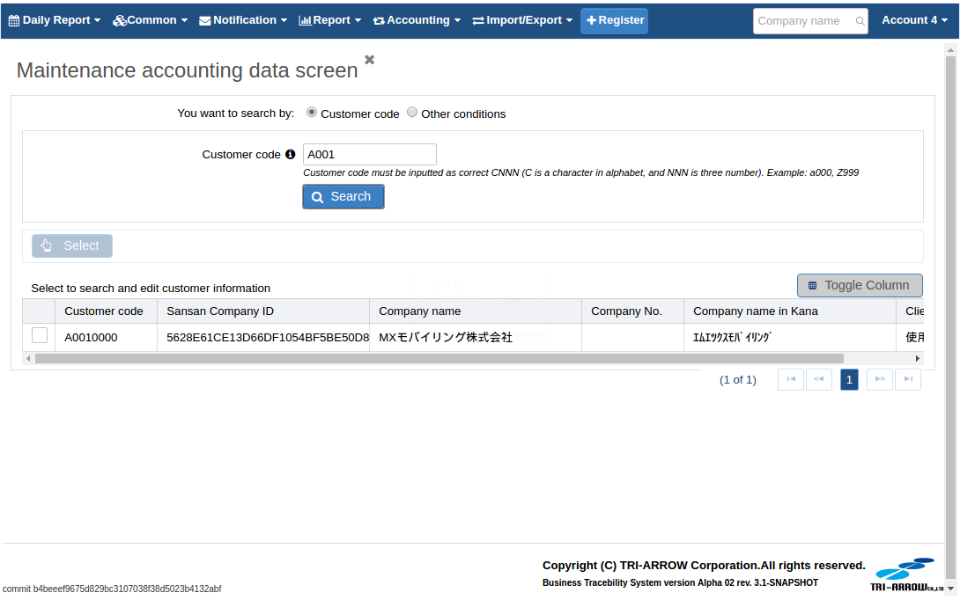 Daily Report Common Notification Report Accounting Import/Export Register Company name Account 4
Maintenance accounting data screen
You want to search by: Customer code Other conditions
Customer code A001
Customer code must be inputted as correct CNNN (C is a character in alphabet, and NNN is three number). Example: a000, Z999
Search
Select
Select to search and edit customer information Toggle Column
Customer code Sansan Company ID Company name Company No. Company name in Kana Clie
A0010000 5628E61CE13D66DF1054BF5BE50D8 MXモバイリング株式会社 ｴﾑｴｯｸｽﾓﾊﾞｲﾘﾝｸﾞ 使用
(1 of 1) 1
Copyright (C) TRI-ARROW Corporation.All rights reserved.
Business Tracebility System version Alpha 02 rev. 3.1-SNAPSHOT
TRI-ARROW Co.,Ltd
commit b4beeef9675d829bc3107038f38d5023b4132abf